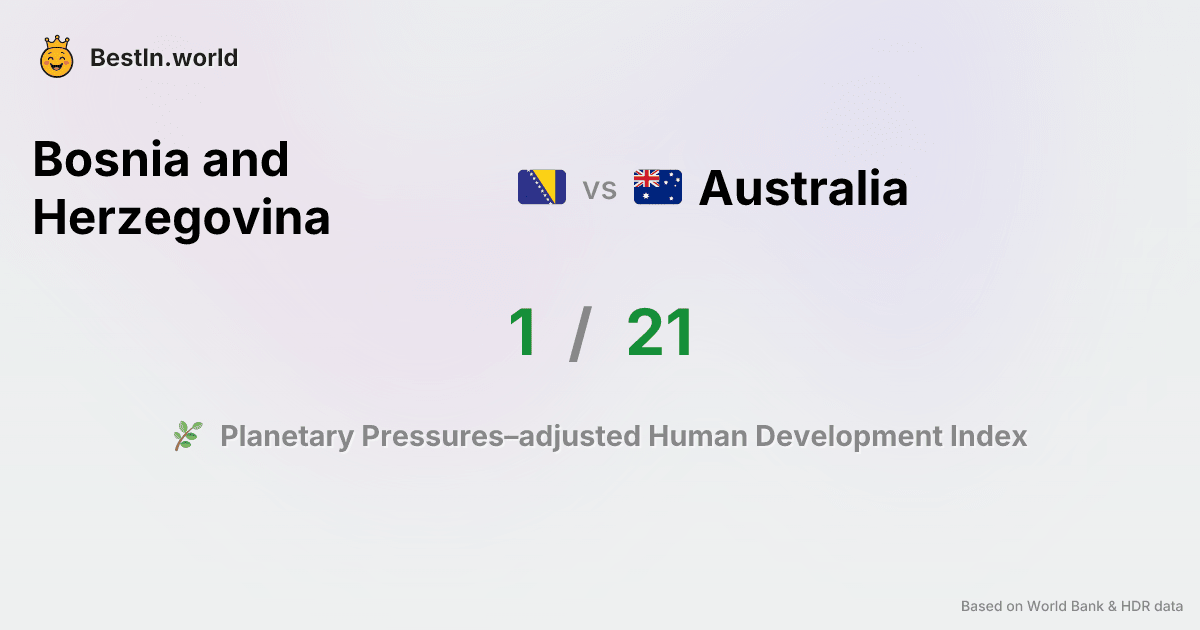 BestIn.world
Bosnia and
Herzegovina
vs
Australia
1 / 21
Planetary Pressures–adjusted Human Development Index
Based on World Bank & HDR data